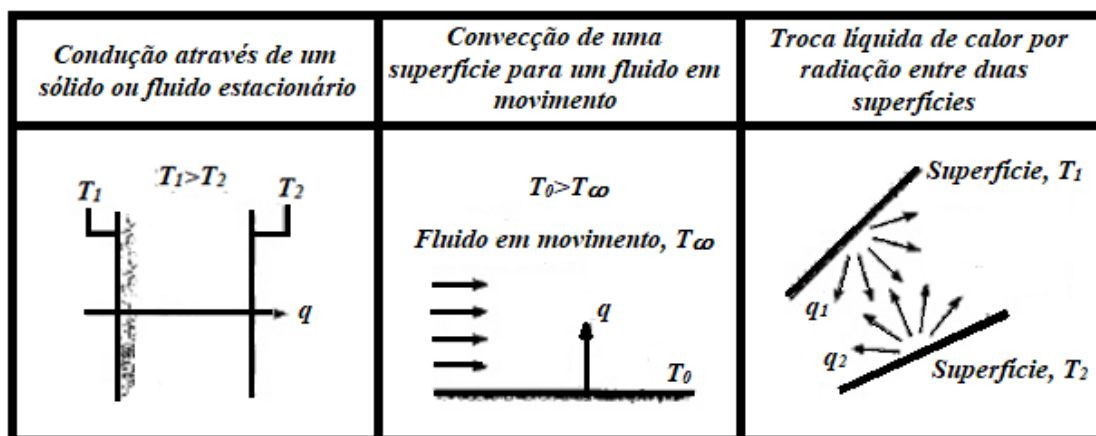 Condução através de um
sólido ou fluido estacionário
Convecção de uma
superfície para um fluido em
movimento
Troca líquida de calor por
radiação entre duas
superfícies
T1
T1>T2
T2
q
T0>T∞
Fluido em movimento, T∞
q
T0
Superfície, T1
q1
q2
Superfície, T2